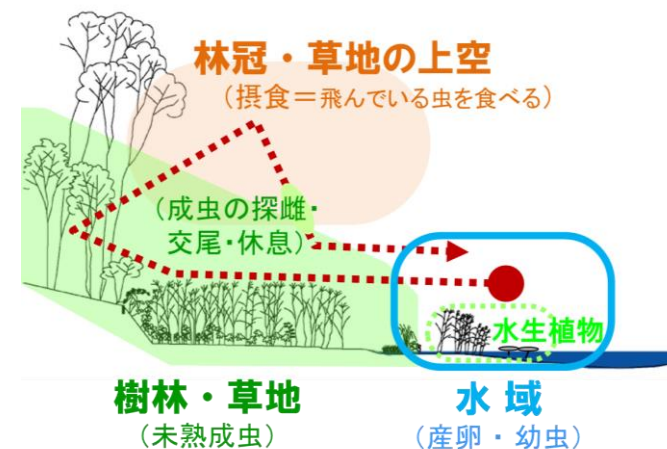 林冠・草地の上空
(摂食=飛んでいる虫を食べる)
(成虫の探雌・
交尾・休息)
水生植物
樹林・草地
(未熟成虫)
水 域
(産卵・幼虫)